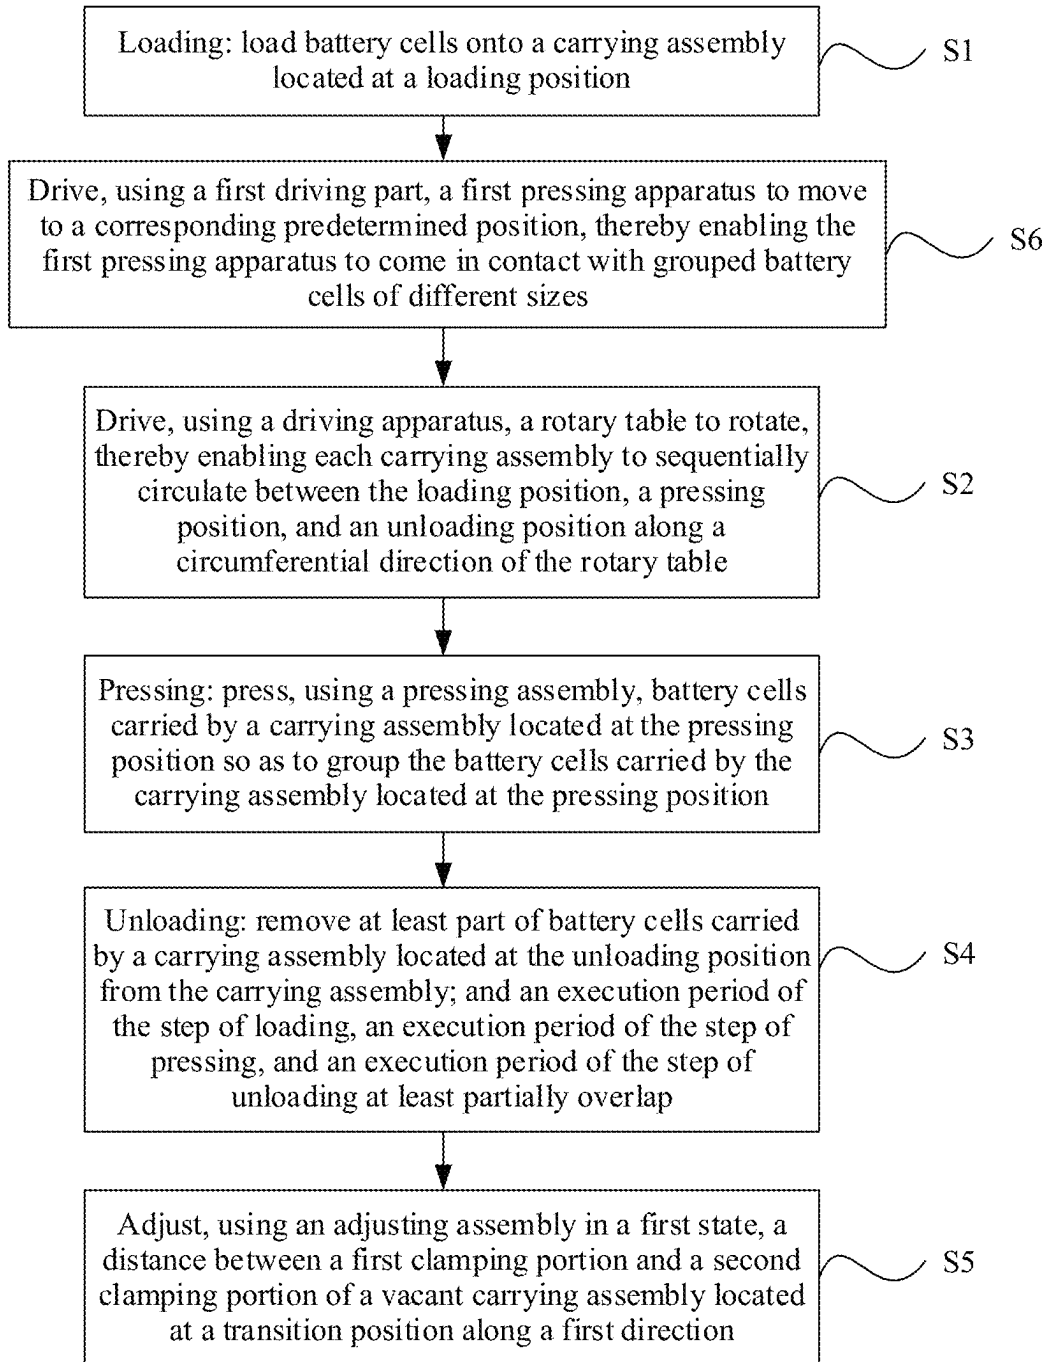 Loading: load battery cells onto a carrying assembly
located at a loading position
S1
Drive, using a first driving part, a first pressing apparatus to move
to a corresponding predetermined position, thereby enabling the
first pressing apparatus to come in contact with grouped battery
cells of different sizes
S6
Drive, using a driving apparatus, a rotary table to rotate,
thereby enabling each carrying assembly to sequentially
circulate between the loading position, a pressing
position, and an unloading position along a
circumferential direction of the rotary table
S2
Pressing: press, using a pressing assembly, battery cells
carried by a carrying assembly located at the pressing
position so as to group the battery cells carried by the
carrying assembly located at the pressing position
S3
Unloading: remove at least part of battery cells carried
by a carrying assembly located at the unloading position
from the carrying assembly; and an execution period of
the step of loading, an execution period of the step of
pressing, and an execution period of the step of
unloading at least partially overlap
S4
Adjust, using an adjusting assembly in a first state, a
distance between a first clamping portion and a second
clamping portion of a vacant carrying assembly located
at a transition position along a first direction
S5